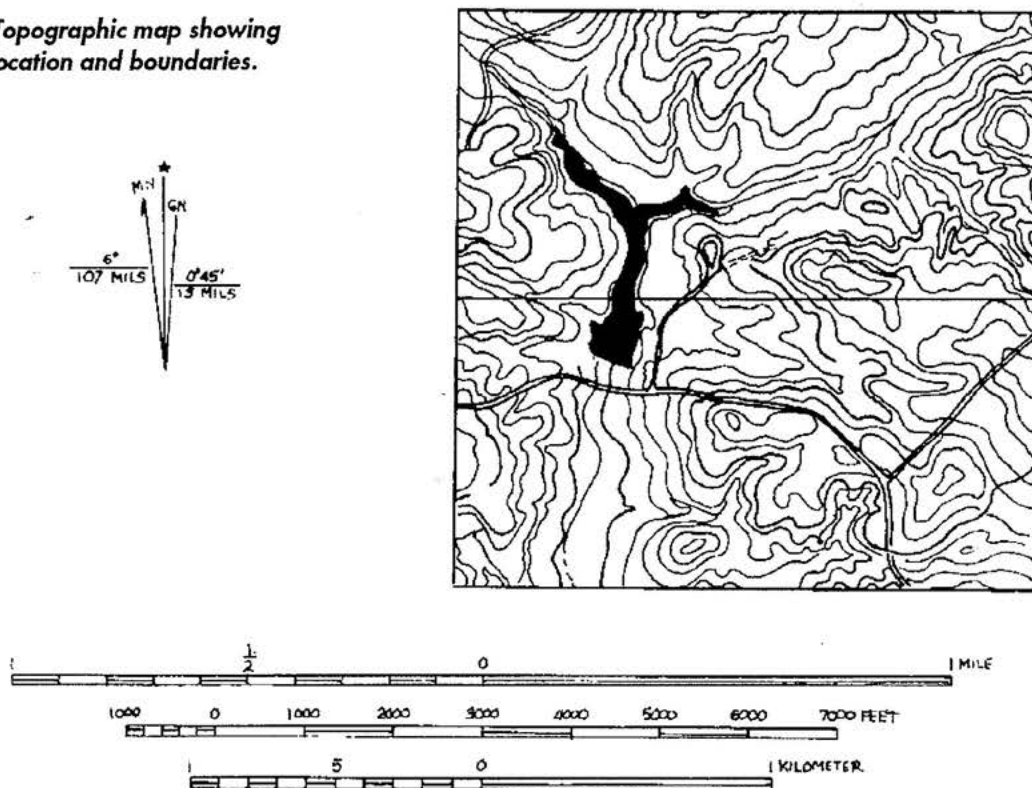 Topographic map showing
location and boundaries.
MN
GN
6°
107 MILS
0°45'
13 MILS
1 1/2 0 1 MILE
1000 0 1000 2000 3000 4000 5000 6000 7000 FEET
1 5 0 1 KILOMETER